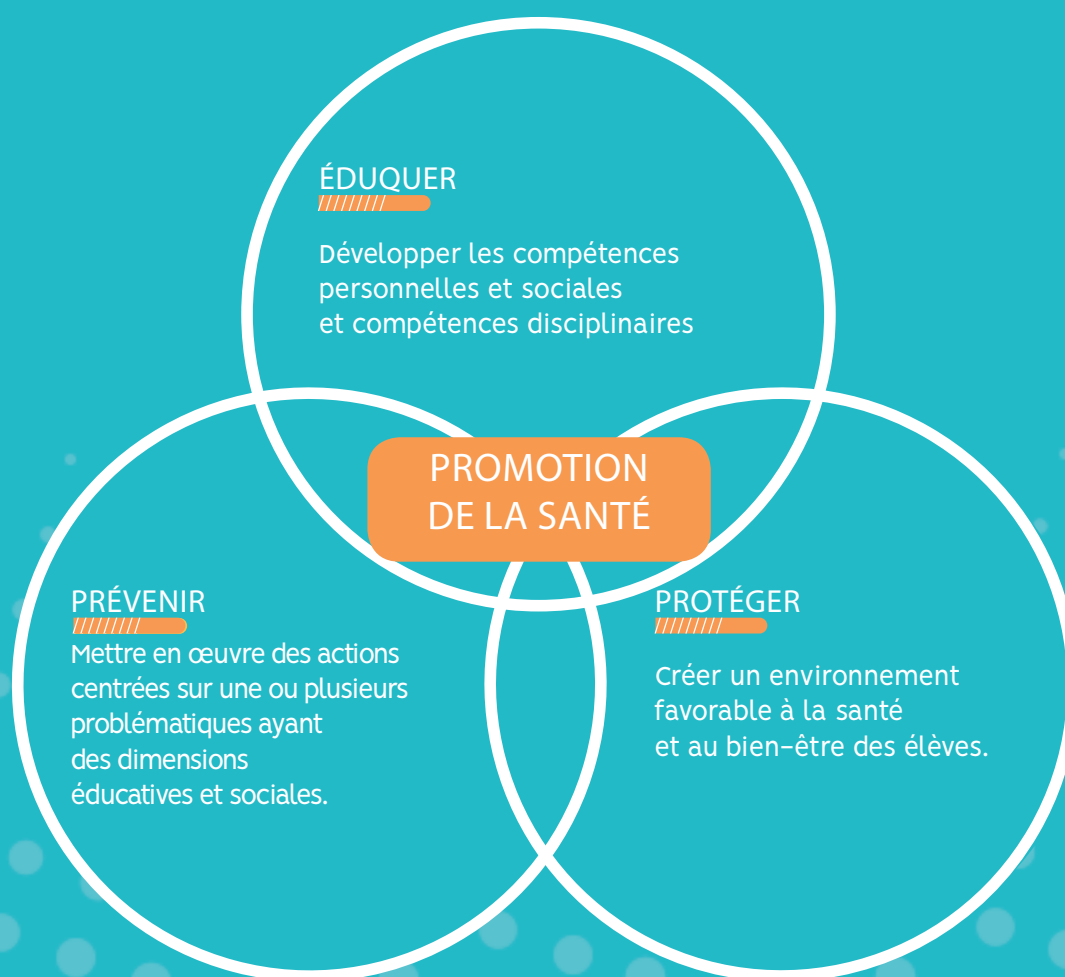 ÉDUQUER
Développer les compétences
personnelles et sociales
et compétences disciplinaires
PROMOTION
DE LA SANTÉ
PRÉVENIR
Mettre en œuvre des actions
centrées sur une ou plusieurs
problématiques ayant
des dimensions
éducatives et sociales.
PROTÉGER
Créer un environnement
favorable à la santé
et au bien-être des élèves.